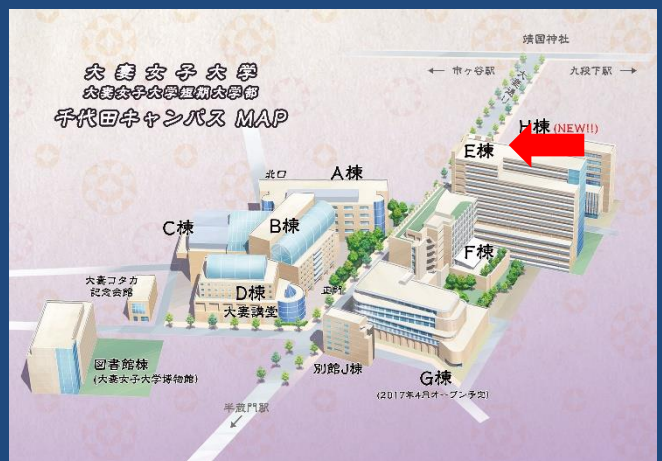 大妻女子大学
大妻女子大学短期大学部
千代田キャンパス MAP
靖国神社
← 市ヶ谷駅
九段下駅 →
大妻通り
H棟(NEW!!)
E棟
北口
A棟
C棟
B棟
F棟
大妻コタカ
記念会館
D棟
大妻講堂
正門
図書館棟
(大妻女子大学博物館)
別館J棟
G棟
(2017年4月オープン予定)
半蔵門駅